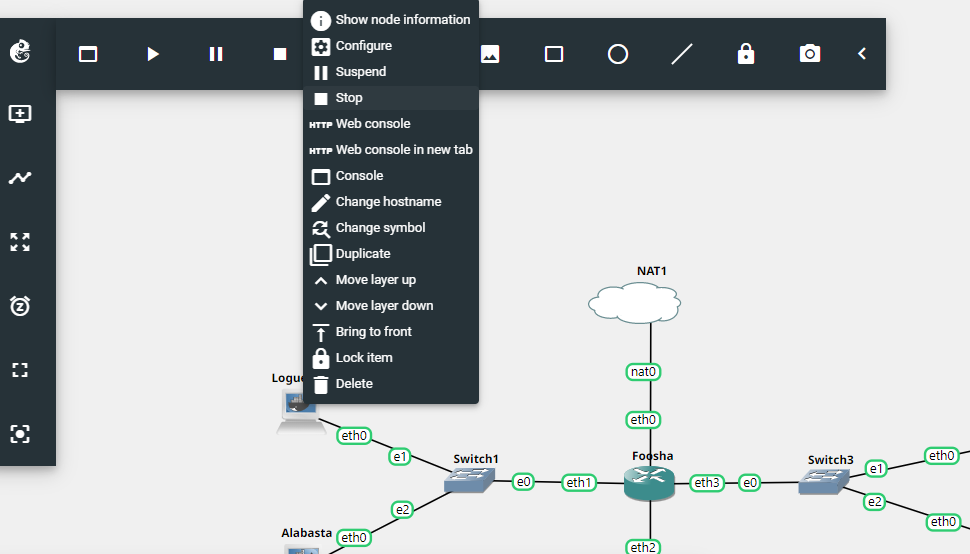 Show node information
Configure
Suspend
Stop
HTTP Web console
HTTP Web console in new tab
Console
Change hostname
Change symbol
Duplicate
Move layer up
Move layer down
Bring to front
Lock item
Delete
NAT1
nat0
eth0
Logue
eth0
e1
Switch1
e0
eth1
Foosha
eth3
e0
Switch3
e1
eth0
e2
eth0
e2
Alabasta
eth0
eth2